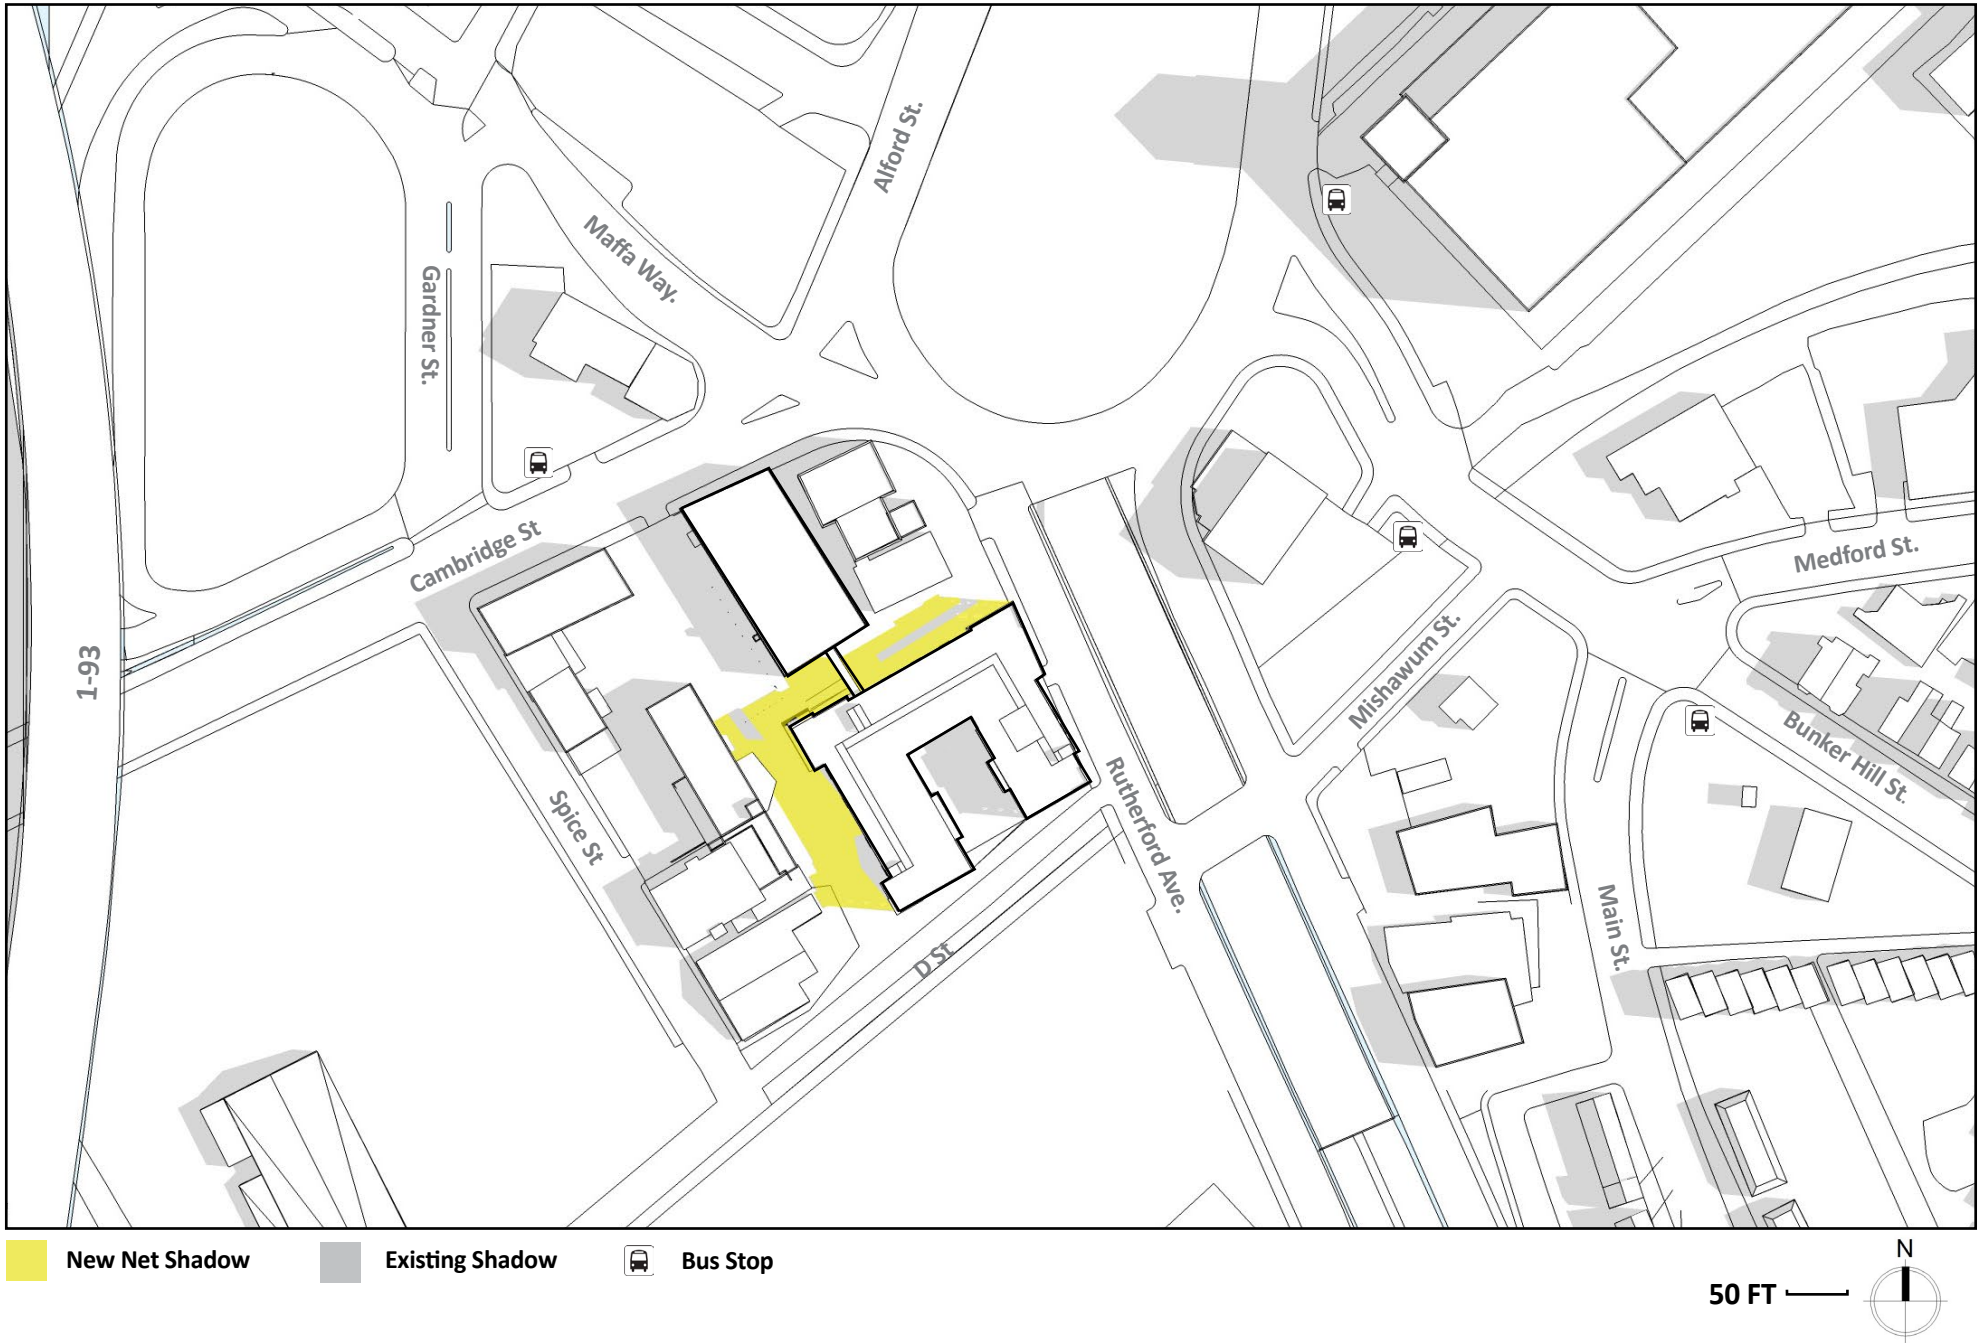 Alford St.
Maffa Way.
Gardner St.
Cambridge St
Medford St.
1-93
Mishawum St.
Bunker Hill St.
Rutherford Ave.
Spice St
Main St.
D St
New Net Shadow
Existing Shadow
Bus Stop
N
50 FT